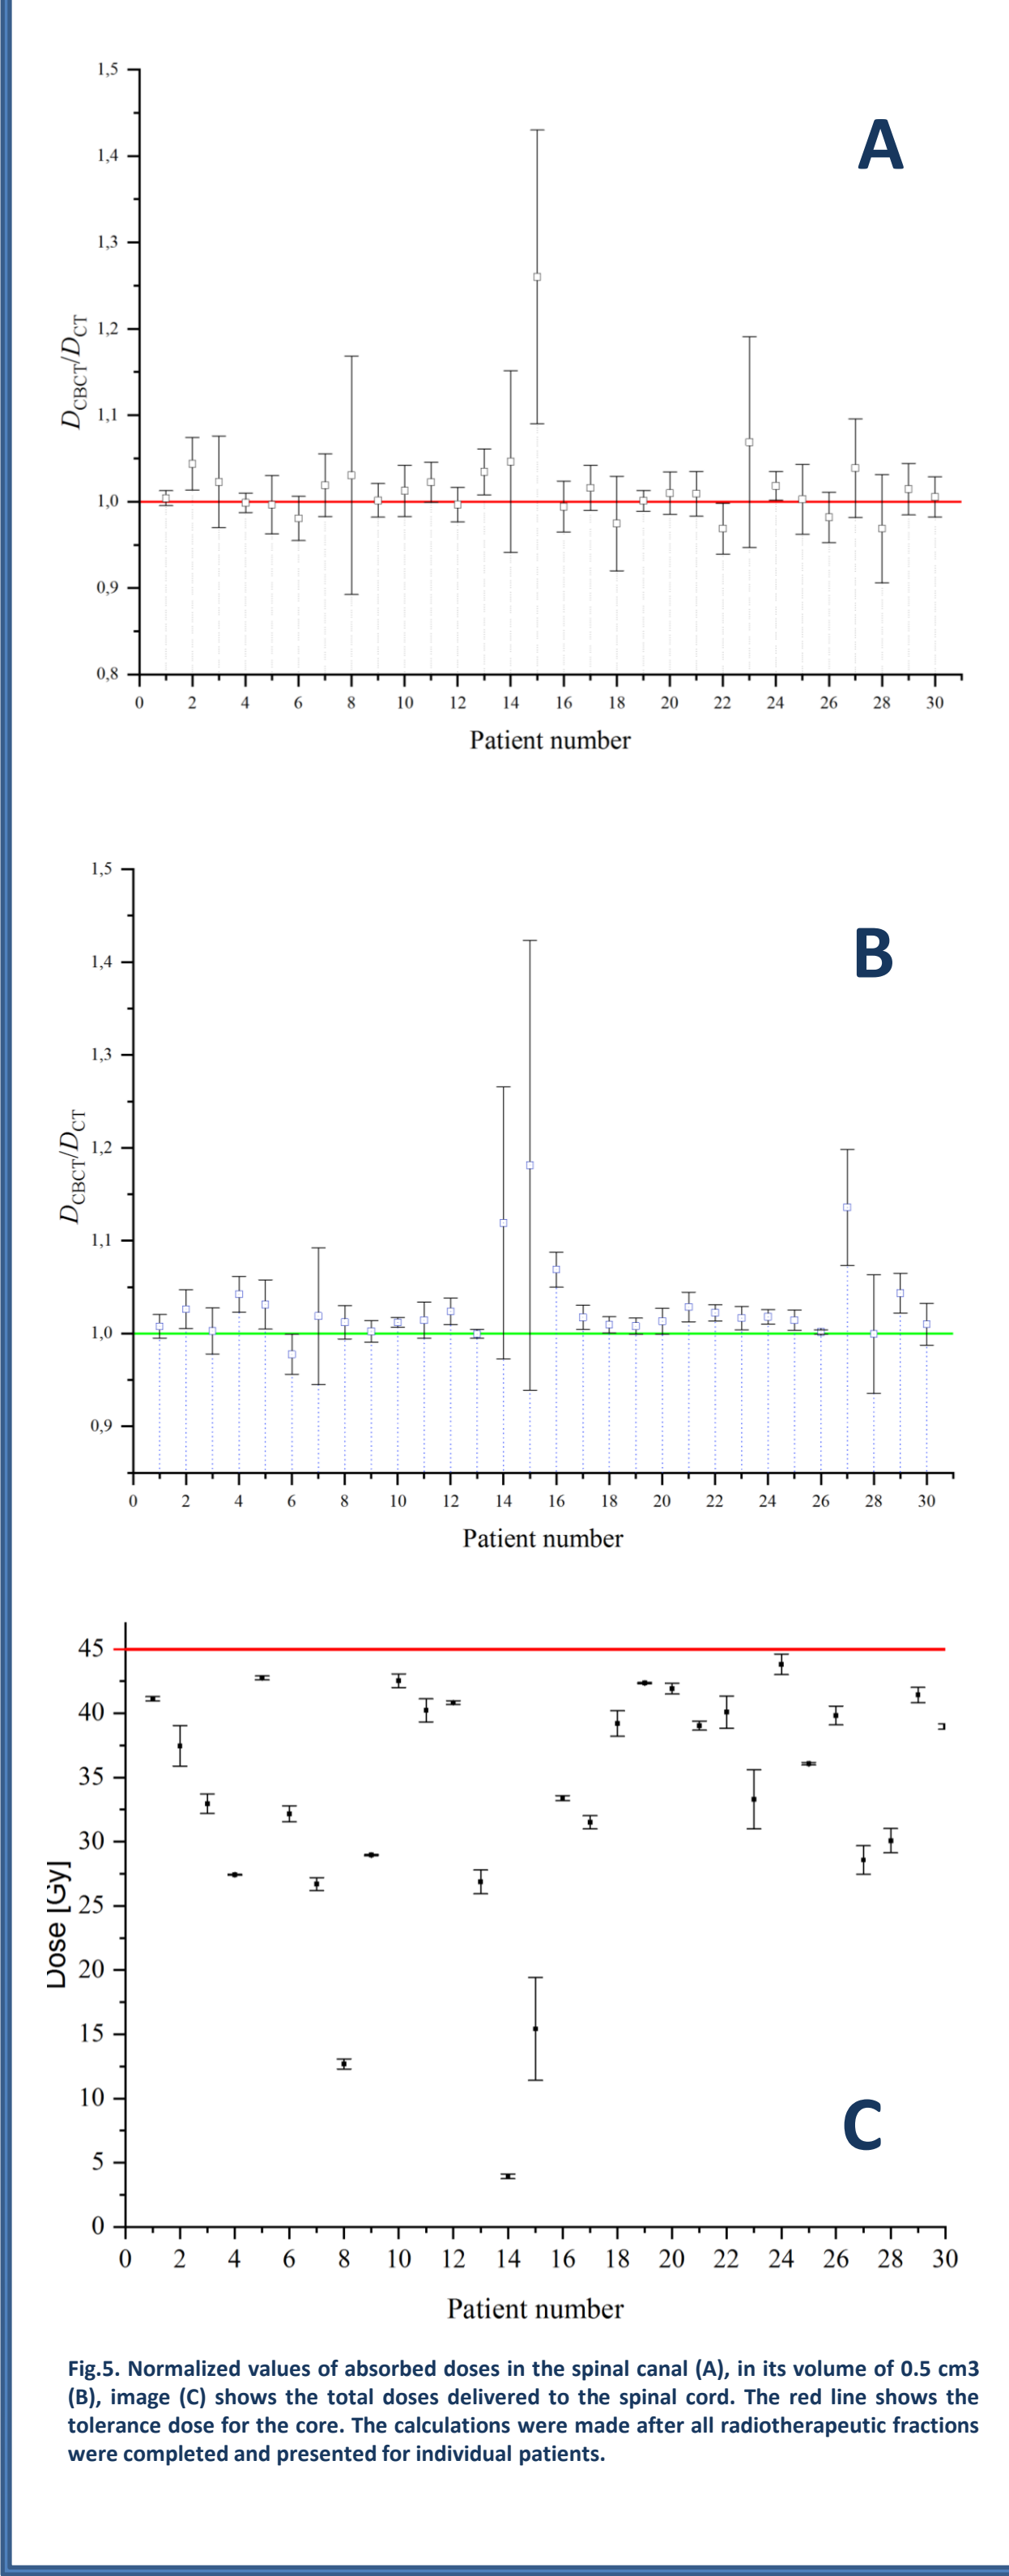 A
1,5
1,4
1,3
1,2
1,1
1,0
0,9
0,8
D_CBCT/D_CT
0 2 4 6 8 10 12 14 16 18 20 22 24 26 28 30
Patient number
B
1,5
1,4
1,3
1,2
1,1
1,0
0,9
D_CBCT/D_CT
0 2 4 6 8 10 12 14 16 18 20 22 24 26 28 30
Patient number
45
40
35
30
25
20
15
10
5
0
Dose [Gy]
C
0 2 4 6 8 10 12 14 16 18 20 22 24 26 28 30
Patient number
Fig.5. Normalized values of absorbed doses in the spinal canal (A), in its volume of 0.5 cm3
(B), image (C) shows the total doses delivered to the spinal cord. The red line shows the
tolerance dose for the core. The calculations were made after all radiotherapeutic fractions
were completed and presented for individual patients.